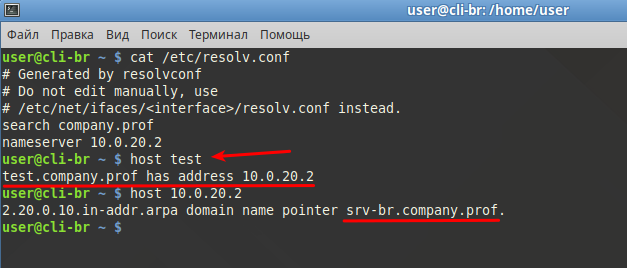 user@cli-br: /home/user
Файл Правка Вид Поиск Терминал Помощь
user@cli-br ~ $ cat /etc/resolv.conf
# Generated by resolvconf
# Do not edit manually, use
# /etc/net/ifaces/<interface>/resolv.conf instead.
search company.prof
nameserver 10.0.20.2
user@cli-br ~ $ host test
test.company.prof has address 10.0.20.2
user@cli-br ~ $ host 10.0.20.2
2.20.0.10.in-addr.arpa domain name pointer srv-br.company.prof.
user@cli-br ~ $